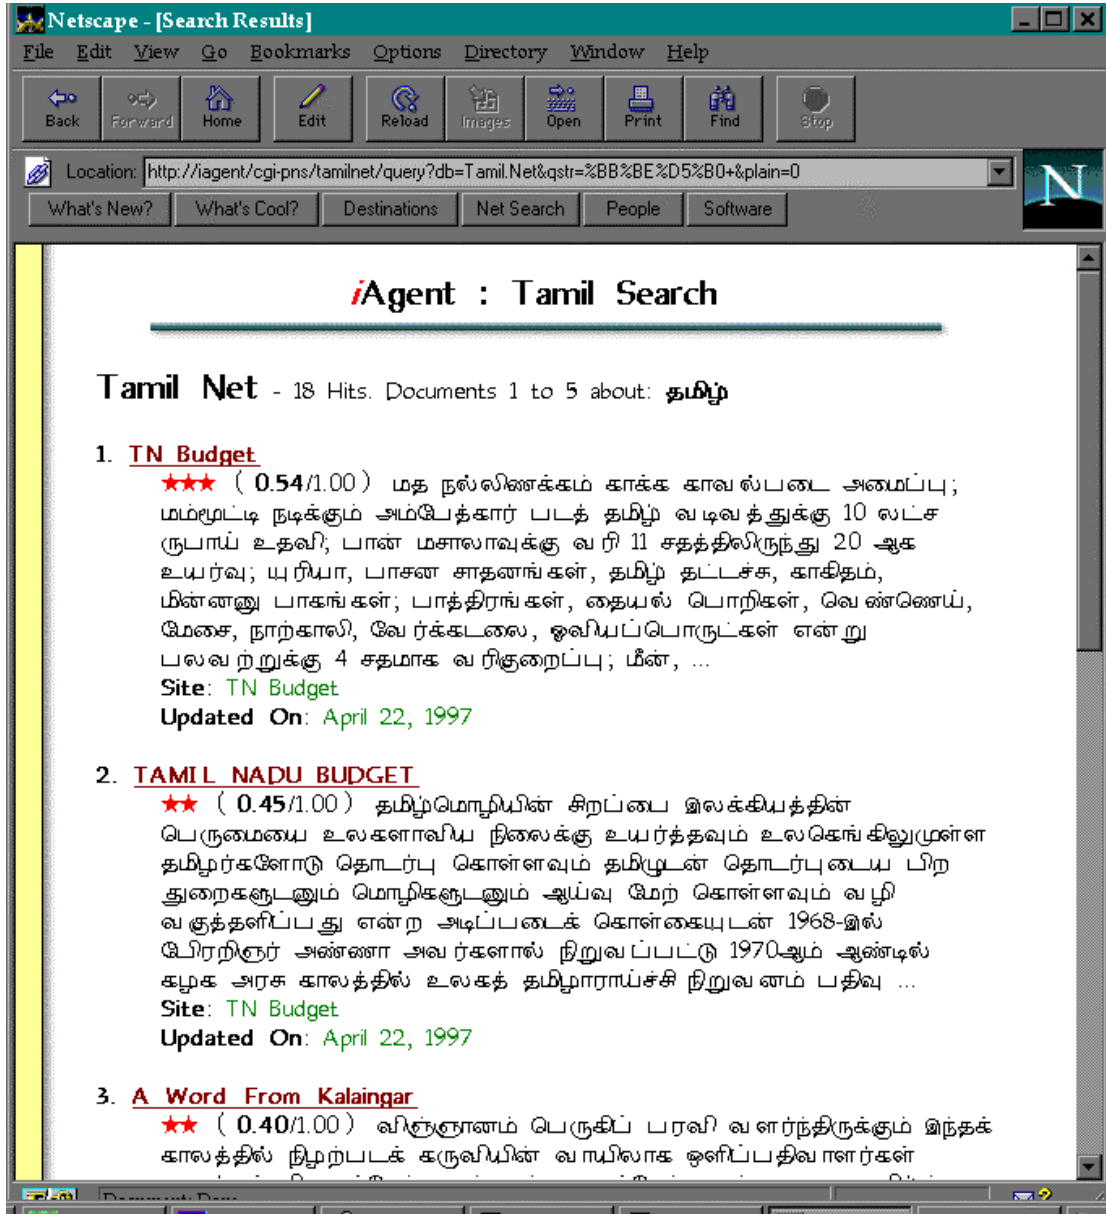 Netscape - [Search Results]
File Edit View Go Bookmarks Options Directory Window Help
Back Forward Home Edit Reload Images Open Print Find Stop
Location: http://iagent/cgi-pns/tamilnet/query?db=Tamil.Net&qstr=%BB%BE%D5%B0+&plain=0
What's New? What's Cool? Destinations Net Search People Software
iAgent : Tamil Search
Tamil Net - 18 Hits. Documents 1 to 5 about: தமிழ்
1. TN Budget
★★★ ( 0.54/1.00 ) மத நல்லிணக்கம் காக்க காவல்படை அமைப்பு;
மம்மூட்டி நடிக்கும் அம்பேத்கார் படத் தமிழ் வடிவத்துக்கு 10 லட்ச
ருபாய் உதவி; பான் மசாலாவுக்கு வரி 11 சதத்திலிருந்து 20 ஆக
உயர்வு; யுரியா, பாசன சாதனங்கள், தமிழ் தட்டச்சு, காகிதம்,
மின்னணு பாகங்கள்; பாத்திரங்கள், தையல் பொறிகள், வெண்ணெய்,
மேசை, நாற்காலி, வேர்க்கடலை, ஓவியப்பொருட்கள் என்று
பலவற்றுக்கு 4 சதமாக வரிகுறைப்பு; மீன், ...
Site: TN Budget
Updated On: April 22, 1997
2. TAMIL NADU BUDGET
★★ ( 0.45/1.00 ) தமிழ்மொழியின் சிறப்பை இலக்கியத்தின்
பெருமையை உலகளாவிய நிலைக்கு உயர்த்தவும் உலகெங்கிலுமுள்ள
தமிழர்களோடு தொடர்பு கொள்ளவும் தமிழுடன் தொடர்புடைய பிற
துறைகளுடனும் மொழிகளுடனும் ஆய்வு மேற் கொள்ளவும் வழி
வகுத்தளிப்பது என்ற அடிப்படைக் கொள்கையுடன் 1968-இல்
பேரறிஞர் அண்ணா அவர்களால் நிறுவப்பட்டு 1970ஆம் ஆண்டில்
கழக அரசு காலத்தில் உலகத் தமிழாராய்ச்சி நிறுவனம் பதிவு ...
Site: TN Budget
Updated On: April 22, 1997
3. A Word From Kalaingar
★★ ( 0.40/1.00 ) விஞ்ஞானம் பெருகிப் பரவி வளர்ந்திருக்கும் இந்தக்
காலத்தில் நிழற்படக் கருவியின் வாயிலாக ஒளிப்பதிவாளர்கள்
Document: Done